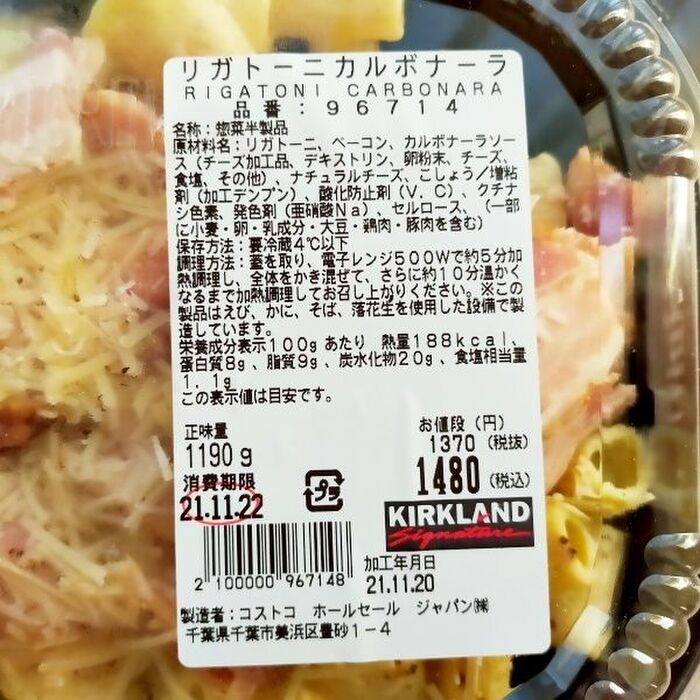 リガトーニカルボナーラ
RIGATONI CARBONARA
品番:96714
名称:惣菜半製品
原材料名:リガトーニ、ベーコン、カルボナーラソー
ス(チーズ加工品、デキストリン、卵粉末、チーズ、
食塩、その他)、ナチュラルチーズ、こしょう/増粘
剤(加工デンプン)、酸化防止剤(V.C)、クチナ
シ色素、発色剤(亜硝酸Na)、セルロース、(一部
に小麦・卵・乳成分・大豆・鶏肉・豚肉を含む)
保存方法:要冷蔵4℃以下
調理方法:蓋を取り、電子レンジ500Wで約5分加
熱調理し、全体をかき混ぜて、さらに約10分温かく
なるまで加熱調理してお召し上がりください。※この
製品はえび、かに、そば、落花生を使用した設備で製
造しています。
栄養成分表示100gあたり 熱量188kcal、
蛋白質8g、脂質9g、炭水化物20g、食塩相当量
1.1g
この表示値は目安です。
正味量
1190g
お値段(円)
1370(税抜)
1480(税込)
消費期限
21.11.22
プラ
KIRKLAND
Signature
2 100000 967148
加工年月日
21.11.20
製造者:コストコ ホールセール ジャパン㈱
千葉県千葉市美浜区豊砂1-4